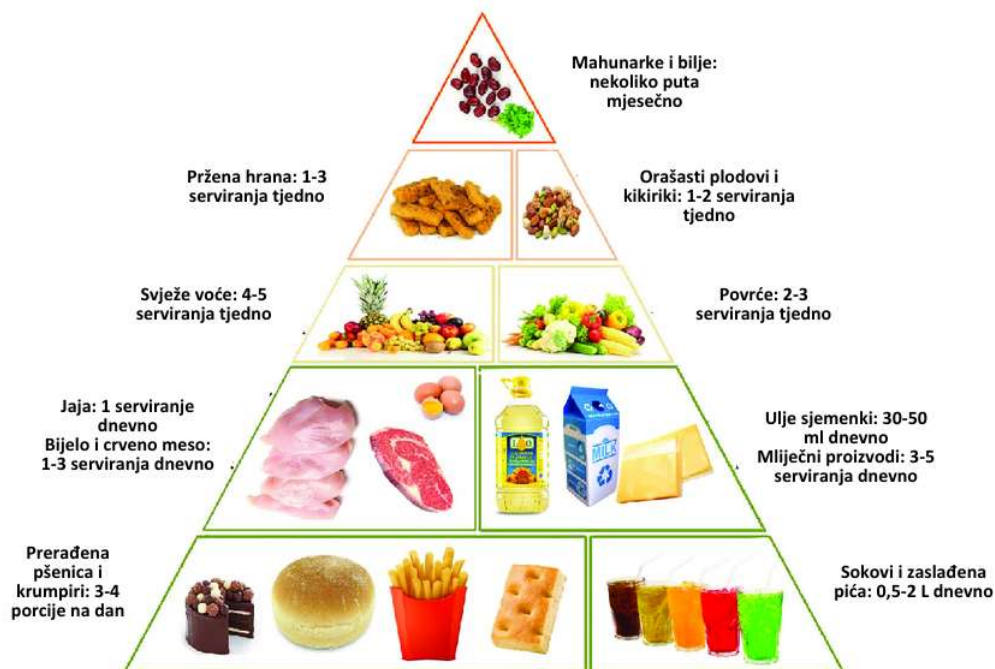 Mahunarke i bilje:
nekoliko puta
mjesečno
Pržena hrana: 1-3
serviranja tjedno
Orašasti plodovi i
kikiriki: 1-2 serviranja
tjedno
Svježe voće: 4-5
serviranja tjedno
Povrće: 2-3
serviranja tjedno
Jaja: 1 serviranje
dnevno
Bijelo i crveno meso:
1-3 serviranja dnevno
MILK
Ulje sjemenki: 30-50
ml dnevno
Mliječni proizvodi: 3-5
serviranja dnevno
Prerađena
pšenica i
krumpiri: 3-4
porcije na dan
Sokovi i zaslađena
pića: 0,5-2 L dnevno